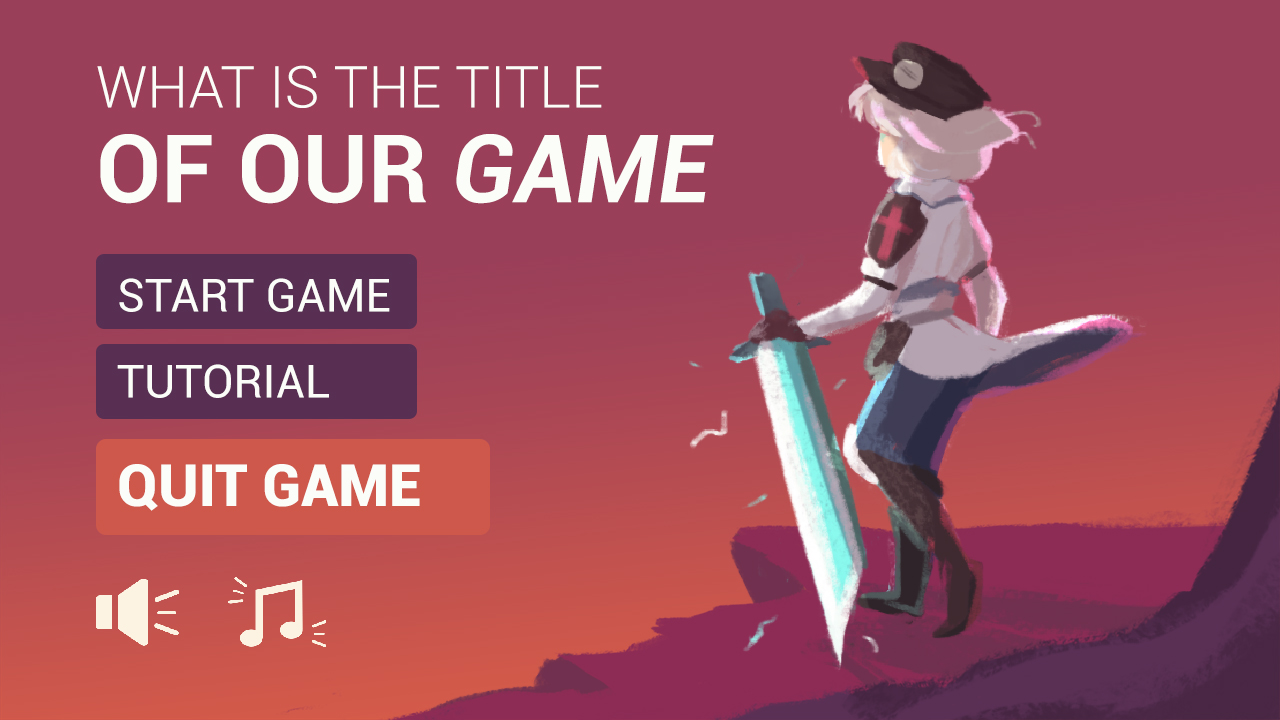 WHAT IS THE TITLE
OF OUR GAME
START GAME
TUTORIAL
QUIT GAME